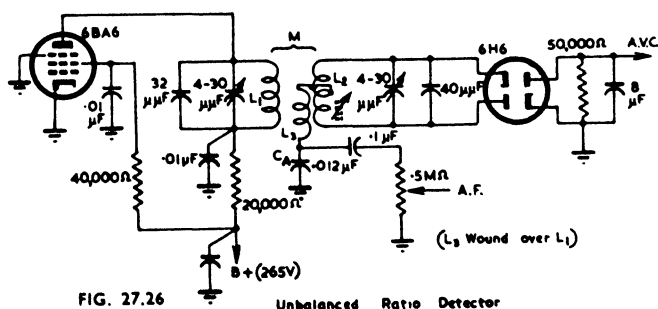 M
6BA6
6H6
50,000Ω
A.V.C.
32
μμF
4-30
μμF
L₁
L₂
4-30
μμF
40μμF
8
μF
.01
μF
L₃
.01μF
C_A
.012μF
.1μF
.5MΩ
A.F.
40,000Ω
20,000Ω
(L₃ Wound over L₁)
B+(265V)
FIG. 27.26
Unbalanced Ratio Detector